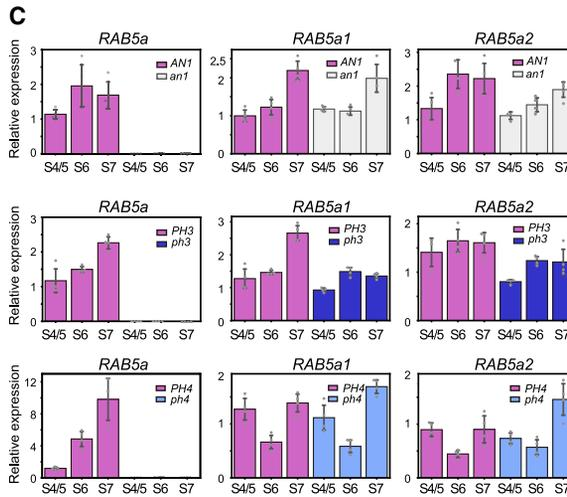 C
RAB5a
RAB5a1
RAB5a2
Relative expression
3
2
1
0
AN1
an1
S4/5 S6 S7 S4/5 S6 S7
2.5
2
1
0
AN1
an1
S4/5 S6 S7 S4/5 S6 S7
3
2
1
0
AN1
an1
S4/5 S6 S7 S4/5 S6 S7
RAB5a
RAB5a1
RAB5a2
Relative expression
3
2
1
0
PH3
ph3
S4/5 S6 S7 S4/5 S6 S7
3
2
1
0
PH3
ph3
S4/5 S6 S7 S4/5 S6 S7
2
1
0
PH3
ph3
S4/5 S6 S7 S4/5 S6 S7
RAB5a
RAB5a1
RAB5a2
Relative expression
12
8
4
0
PH4
ph4
S4/5 S6 S7 S4/5 S6 S7
2
1
0
PH4
ph4
S4/5 S6 S7 S4/5 S6 S7
2
1
0
PH4
ph4
S4/5 S6 S7 S4/5 S6 S7